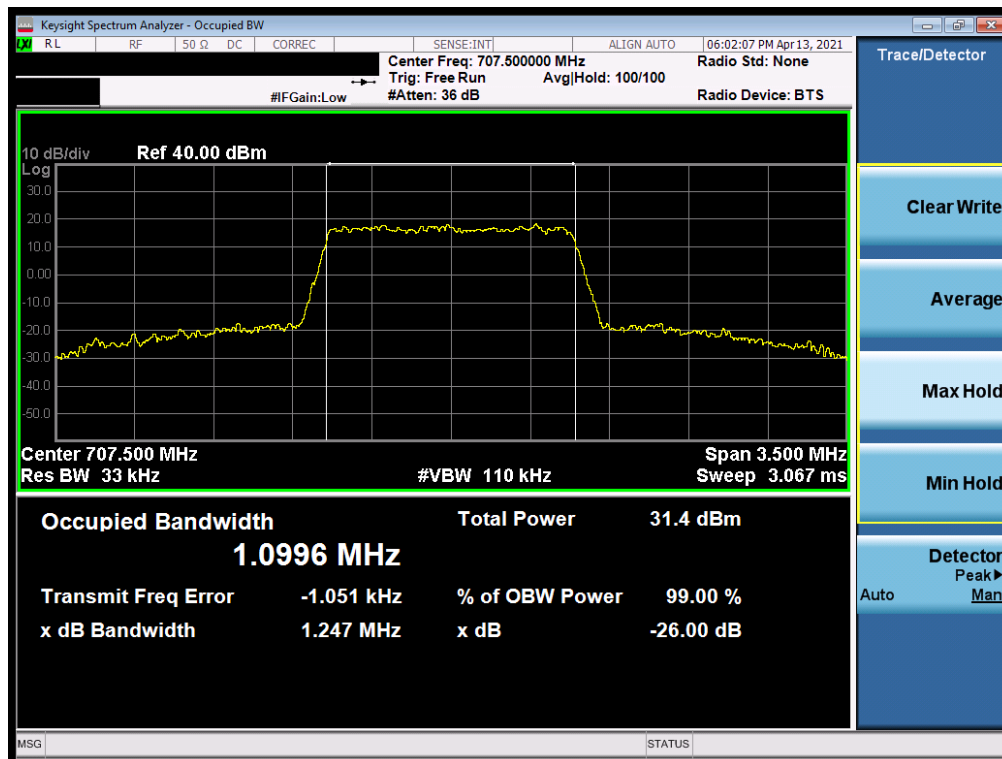 Keysight Spectrum Analyzer - Occupied BW
LXI RL RF 50 Ω DC CORREC SENSE:INT ALIGN AUTO 06:02:07 PM Apr 13, 2021
Center Freq: 707.500000 MHz Radio Std: None
Trig: Free Run Avg|Hold: 100/100
#IFGain:Low #Atten: 36 dB Radio Device: BTS
Trace/Detector
10 dB/div Ref 40.00 dBm
Log
30.0
20.0
10.0
0.00
-10.0
-20.0
-30.0
-40.0
-50.0
Center 707.500 MHz Span 3.500 MHz
Res BW 33 kHz #VBW 110 kHz Sweep 3.067 ms
Occupied Bandwidth Total Power 31.4 dBm
1.0996 MHz
Transmit Freq Error -1.051 kHz % of OBW Power 99.00 %
x dB Bandwidth 1.247 MHz x dB -26.00 dB
Clear Write
Average
Max Hold
Min Hold
Detector
Peak▶
Auto Man
MSG STATUS